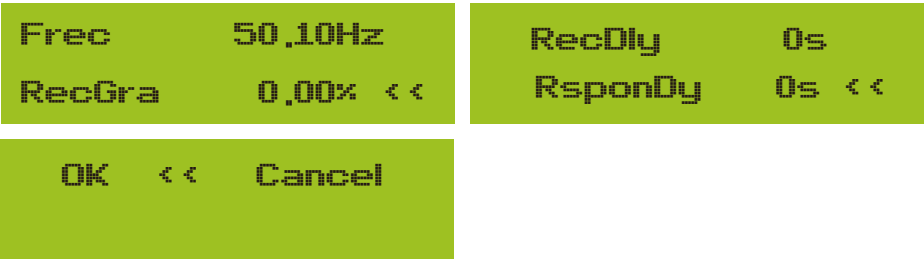 Frec 50.10Hz
RecGra 0.00% <<
RecDly 0s
RsponDy 0s <<
OK << Cancel